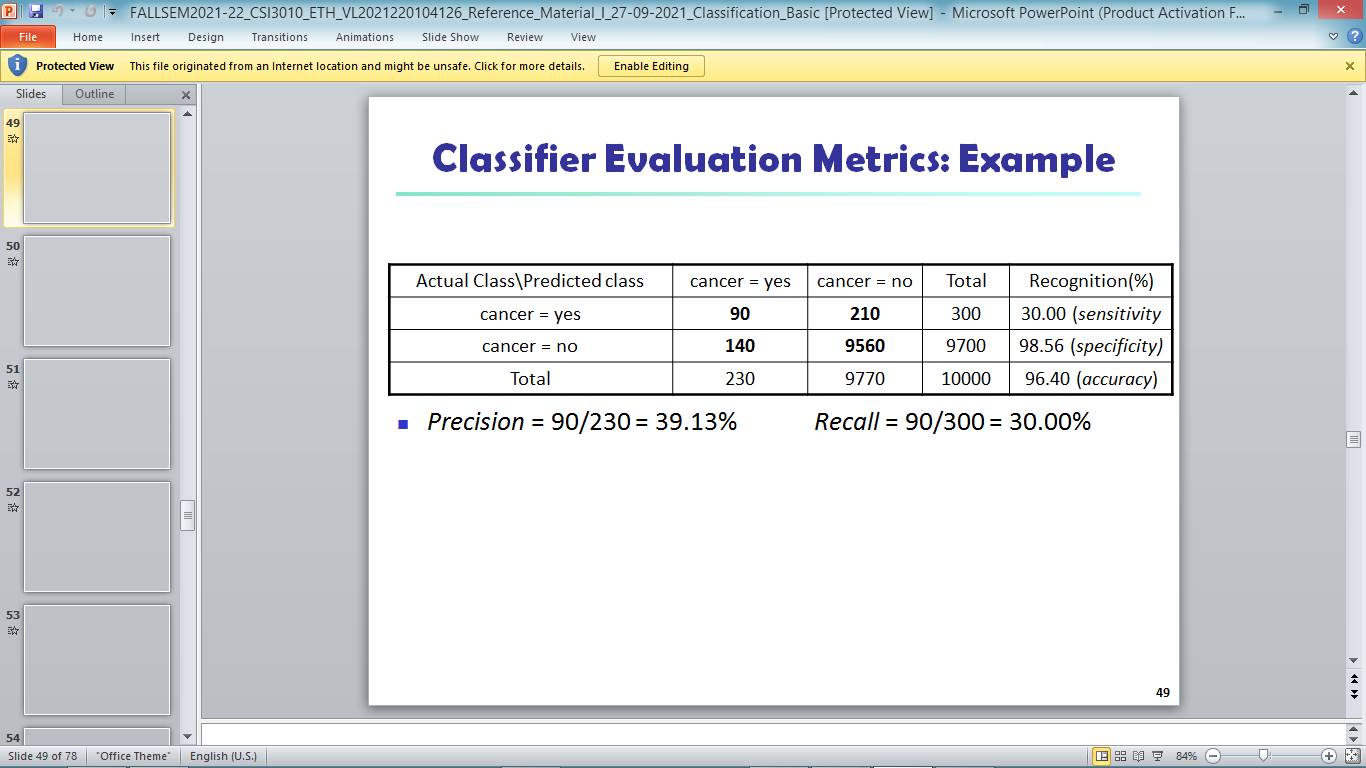 FALLSEM2021-22_CSI3010_ETH_VL2021220104126_Reference_Material_I_27-09-2021_Classification_Basic [Protected View] - Microsoft PowerPoint (Product Activation F...
File Home Insert Design Transitions Animations Slide Show Review View
Protected View This file originated from an Internet location and might be unsafe. Click for more details. Enable Editing
Slides Outline
49
50
51
52
53
54
Classifier Evaluation Metrics: Example
Actual Class\Predicted class cancer = yes cancer = no Total Recognition(%)
cancer = yes 90 210 300 30.00 (sensitivity
cancer = no 140 9560 9700 98.56 (specificity)
Total 230 9770 10000 96.40 (accuracy)
Precision = 90/230 = 39.13% Recall = 90/300 = 30.00%
49
Slide 49 of 78 "Office Theme" English (U.S.) 84%